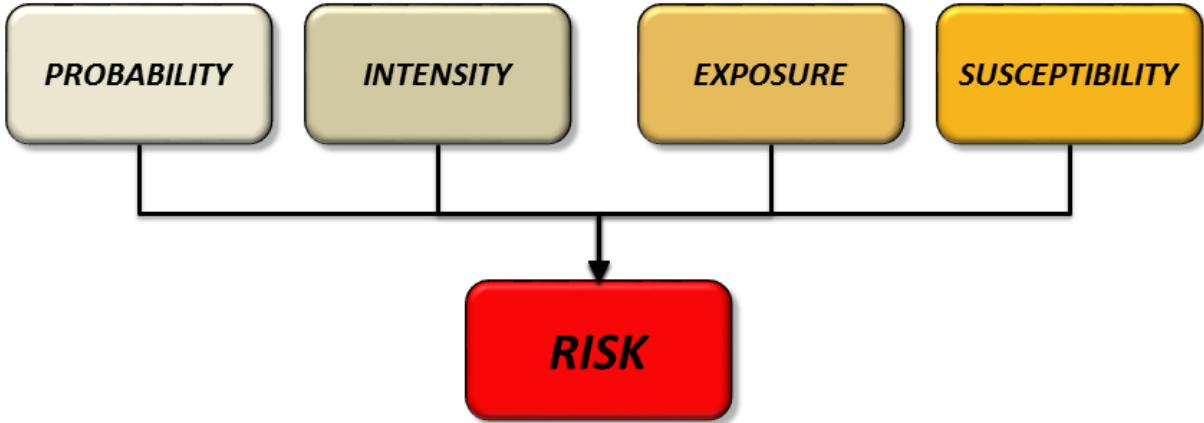 PROBABILITY
INTENSITY
EXPOSURE
SUSCEPTIBILITY
RISK